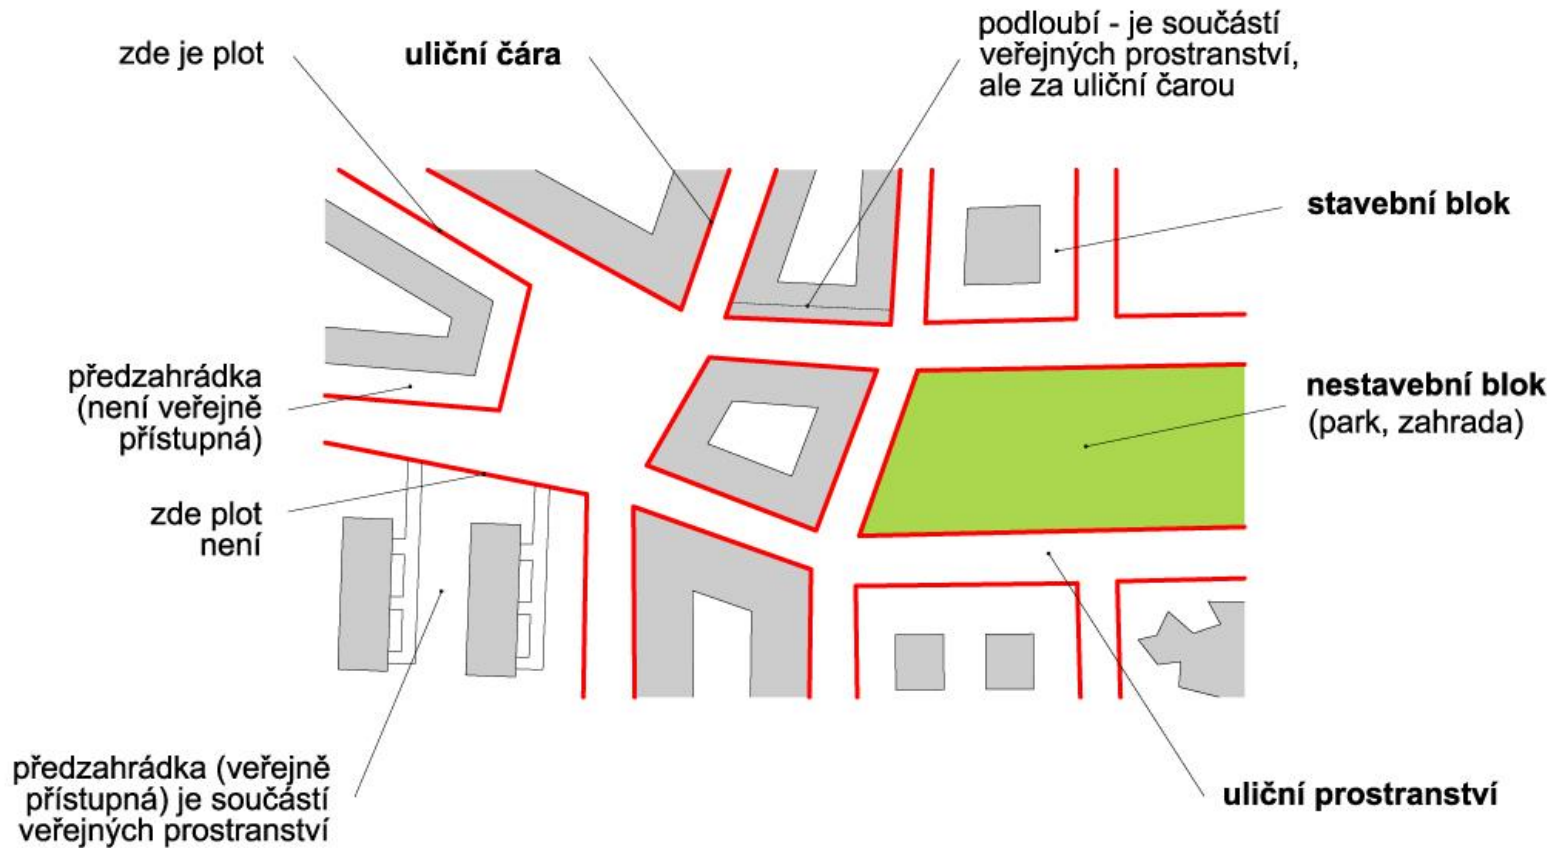 zde je plot
uliční čára
podloubí - je součástí
veřejných prostranství,
ale za uliční čarou
stavební blok
předzahrádka
(není veřejně
přístupná)
nestavební blok
(park, zahrada)
zde plot
není
předzahrádka (veřejně
přístupná) je součástí
veřejných prostranství
uliční prostranství